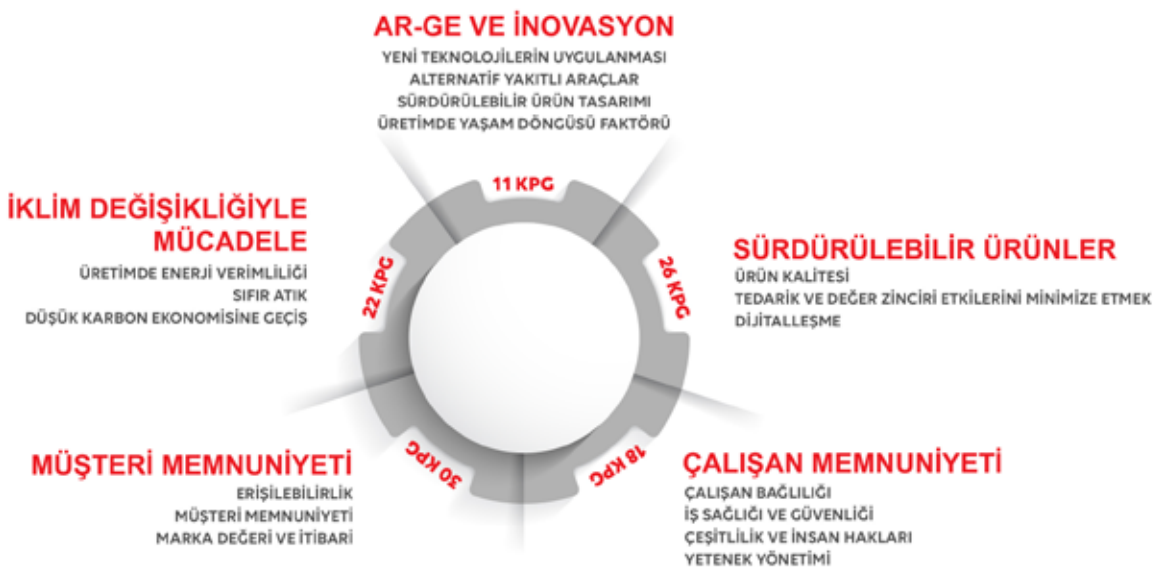 AR-GE VE İNOVASYON
YENİ TEKNOLOJİLERİN UYGULANMASI
ALTERNATİF YAKITLI ARAÇLAR
SÜRDÜRÜLEBİLİR ÜRÜN TASARIMI
ÜRETİMDE YAŞAM DÖNGÜSÜ FAKTÖRÜ
11 KPG
İKLİM DEĞİŞİKLİĞİYLE
MÜCADELE
ÜRETİMDE ENERJİ VERİMLİLİĞİ
SIFIR ATIK
DÜŞÜK KARBON EKONOMİSİNE GEÇİŞ
22 KPG
26 KPG
SÜRDÜRÜLEBİLİR ÜRÜNLER
ÜRÜN KALİTESİ
TEDARİK VE DEĞER ZİNCİRİ ETKİLERİNİ MİNİMİZE ETMEK
DİJİTALLEŞME
MÜŞTERİ MEMNUNİYETİ
ERİŞİLEBİLİRLİK
MÜŞTERİ MEMNUNİYETİ
MARKA DEĞERİ VE İTİBARI
30 KPG
18 KPG
ÇALIŞAN MEMNUNİYETİ
ÇALIŞAN BAĞLILIĞI
İŞ SAĞLIĞI VE GÜVENLİĞİ
ÇEŞİTLİLİK VE İNSAN HAKLARI
YETENEK YÖNETİMİ